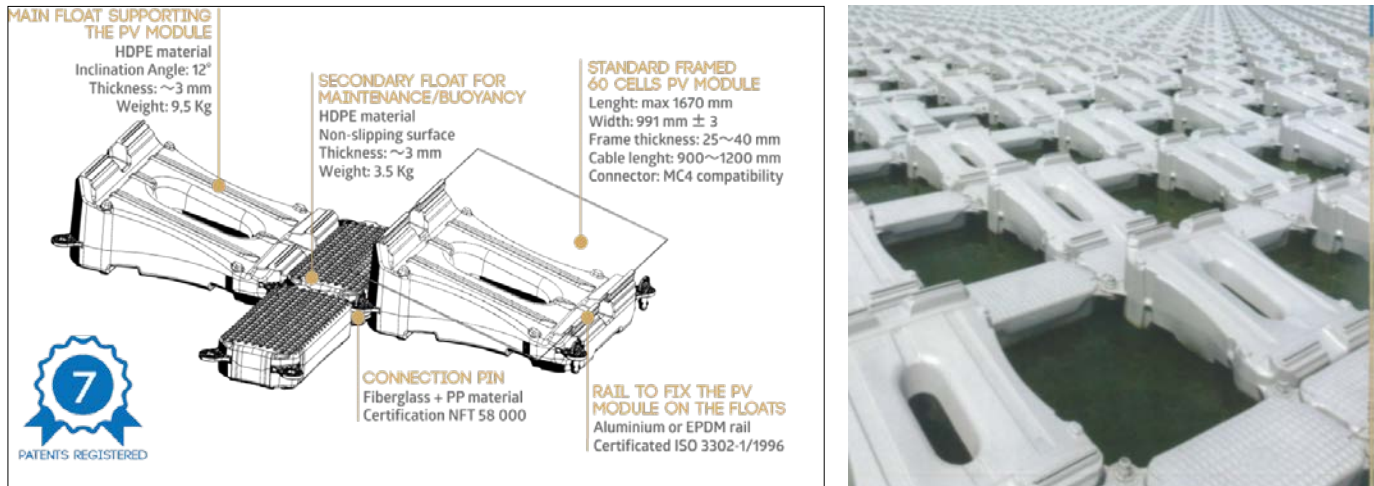 MAIN FLOAT SUPPORTING
THE PV MODULE
HDPE material
Inclination Angle: 12°
Thickness: ~3 mm
Weight: 9,5 Kg
SECONDARY FLOAT FOR
MAINTENANCE/BUOYANCY
HDPE material
Non-slipping surface
Thickness: ~3 mm
Weight: 3.5 Kg
STANDARD FRAMED
60 CELLS PV MODULE
Lenght: max 1670 mm
Width: 991 mm ± 3
Frame thickness: 25~40 mm
Cable lenght: 900~1200 mm
Connector: MC4 compatibility
7
PATENTS REGISTERED
CONNECTION PIN
Fiberglass + PP material
Certification NFT 58 000
RAIL TO FIX THE PV
MODULE ON THE FLOATS
Aluminium or EPDM rail
Certificated ISO 3302-1/1996